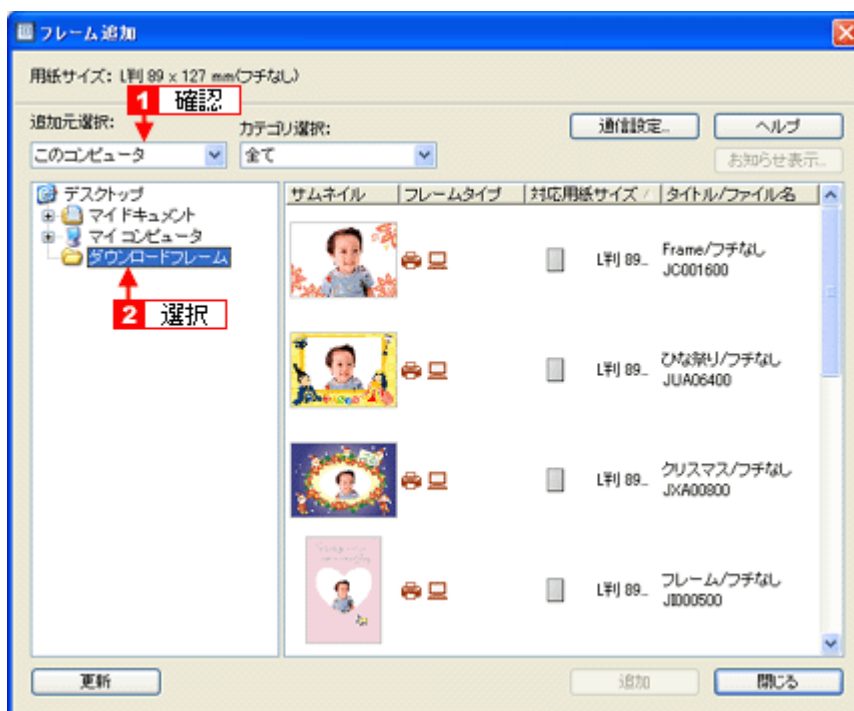 フレーム追加
用紙サイズ: L判 89 x 127 mm(フチなし)
1 確認
追加元選択:
カテゴリ選択:
通信設定...
ヘルプ
このコンピュータ
全て
お知らせ表示...
デスクトップ
マイドキュメント
マイ コンピュータ
ダウンロードフレーム
2 選択
サムネイル
フレームタイプ
対応用紙サイズ
タイトル/ファイル名
L判 89...
Frame/フチなし
JC001600
L判 89...
ひな祭り/フチなし
JUA06400
L判 89...
クリスマス/フチなし
JXA00800
L判 89...
フレーム/フチなし
JID00500
更新
追加
閉じる